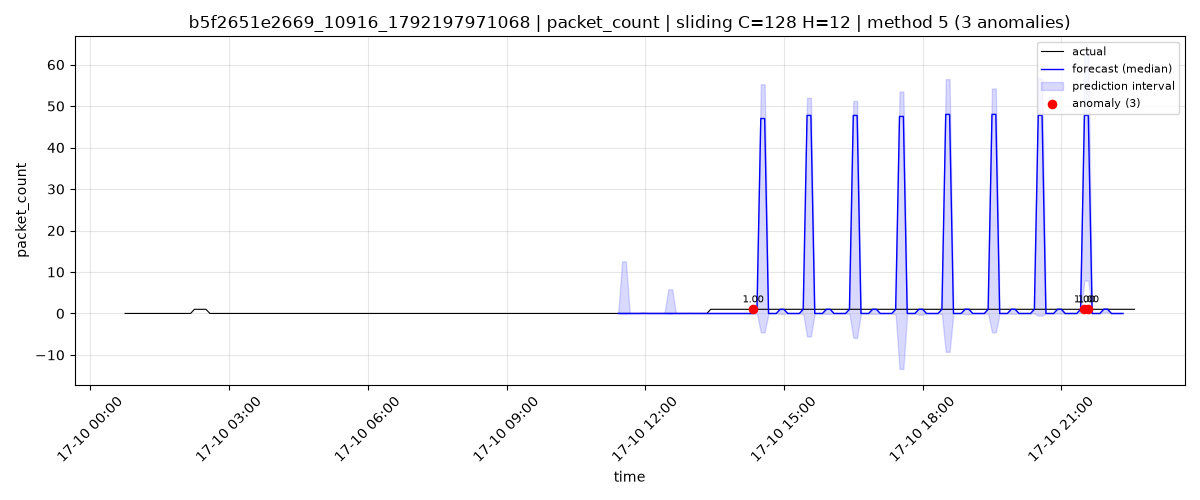 b5f2651e2669_10916_1792197971068 | packet_count | sliding C=128 H=12 | method 5 (3 anomalies)
actual
forecast (median)
prediction interval
anomaly (3)
60
50
40
30
20
10
0
−10
packet_count
1.00
1.00
17-10 00:00
17-10 03:00
17-10 06:00
17-10 09:00
17-10 12:00
17-10 15:00
17-10 18:00
17-10 21:00
time